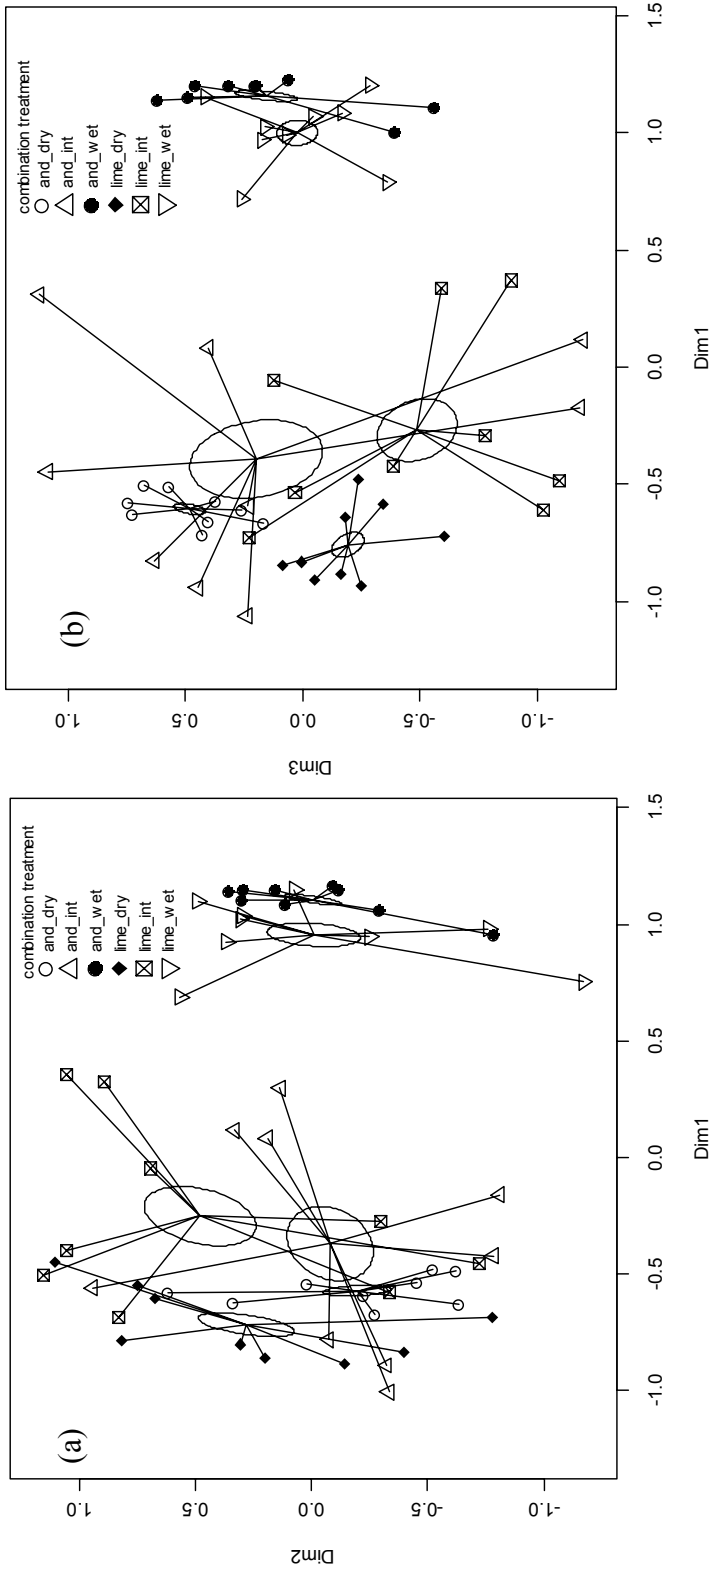 (a)
combination treatment
and_dry
and_int
and_wet
lime_dry
lime_int
lime_wet
Dim2
1.0
0.5
0.0
-0.5
-1.0
-1.0 -0.5 0.0 0.5 1.0 1.5
Dim1
(b)
combination treatment
and_dry
and_int
and_wet
lime_dry
lime_int
lime_wet
Dim3
1.0
0.5
0.0
-0.5
-1.0
-1.0 -0.5 0.0 0.5 1.0 1.5
Dim1